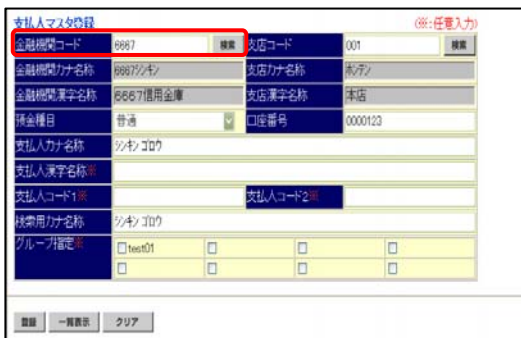 支払人マスタ登録 (※:任意入力)
金融機関コード 6667 検索 支店コード 001 検索
金融機関カナ名称 6667シンキン 支店カナ名称 ホンテン
金融機関漢字名称 6667信用金庫 支店漢字名称 本店
預金種目 普通 口座番号 0000123
支払人カナ名称 シンキン ゴロウ
支払人漢字名称※
支払人コード1※ 支払人コード2※
検索用カナ名称 シンキン ゴロウ
グループ指定※ test01
登録 一覧表示 クリア